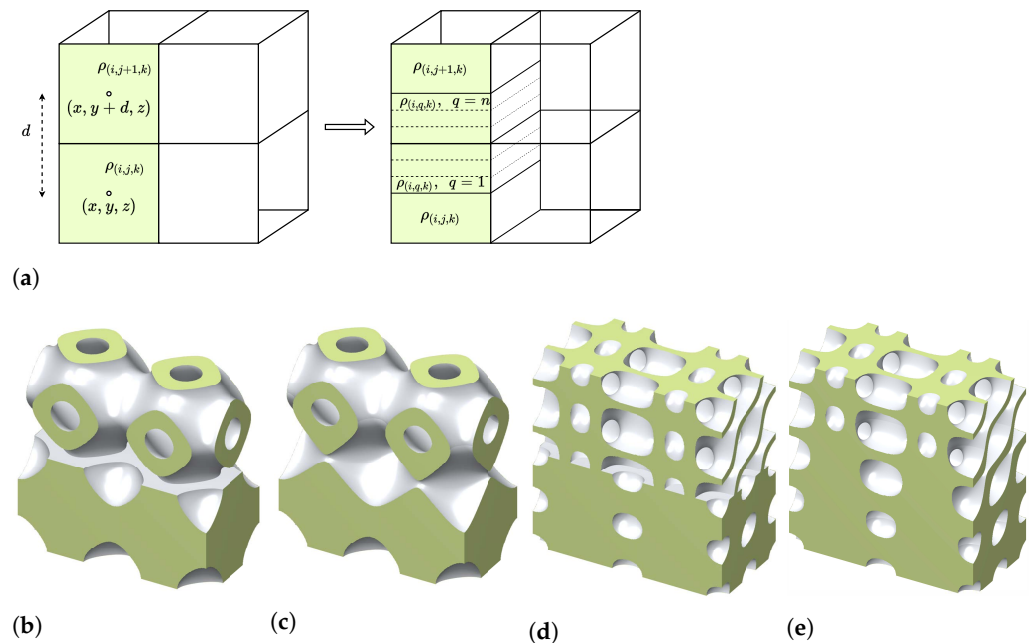 ρ(i,j+1,k)
(x, y + d, z)
d
ρ(i,j,k)
(x, y, z)
ρ(i,j+1,k)
ρ(i,q,k), q = n
ρ(i,q,k), q = 1
ρ(i,j,k)
(a)
(b)
(c)
(d)
(e)